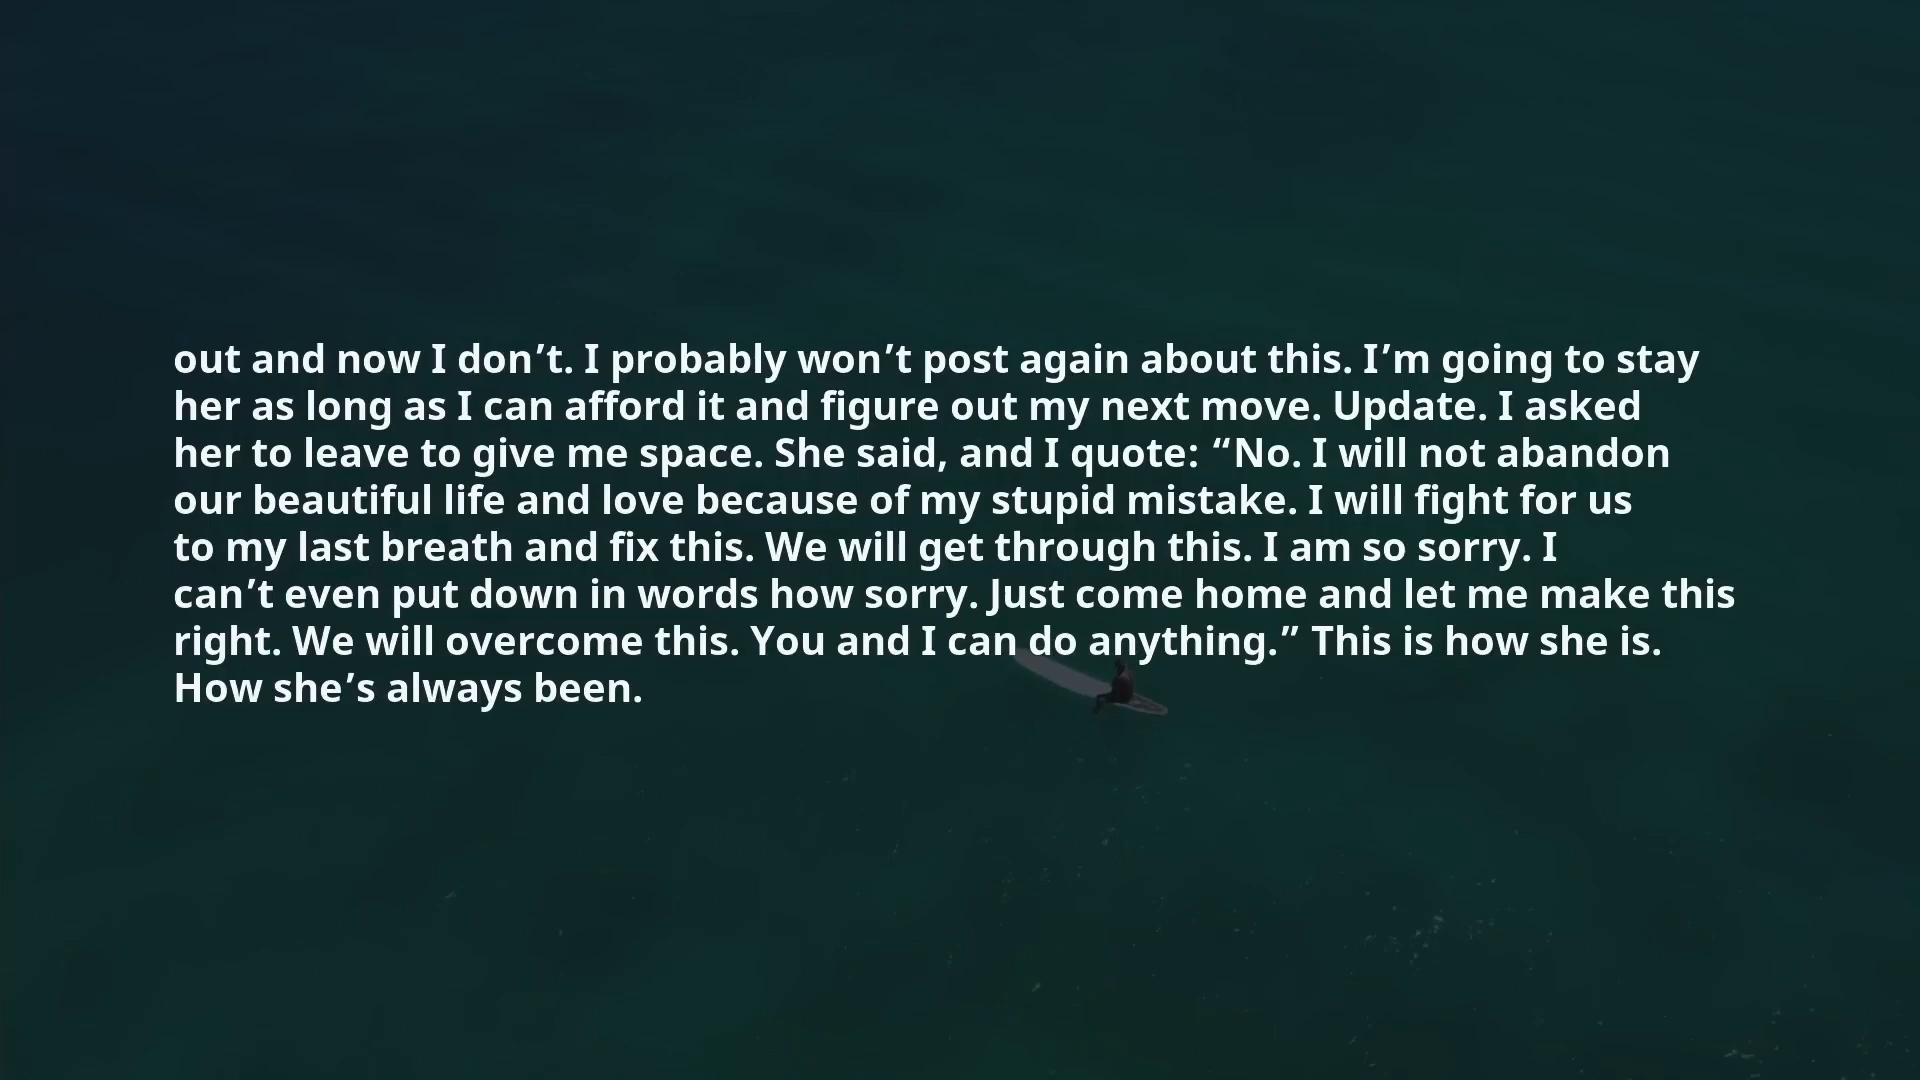 out and now I don’t. I probably won’t post again about this. I’m going to stay
her as long as I can afford it and figure out my next move. Update. I asked
her to leave to give me space. She said, and I quote: “No. I will not abandon
our beautiful life and love because of my stupid mistake. I will fight for us
to my last breath and fix this. We will get through this. I am so sorry. I
can’t even put down in words how sorry. Just come home and let me make this
right. We will overcome this. You and I can do anything.” This is how she is.
How she’s always been.